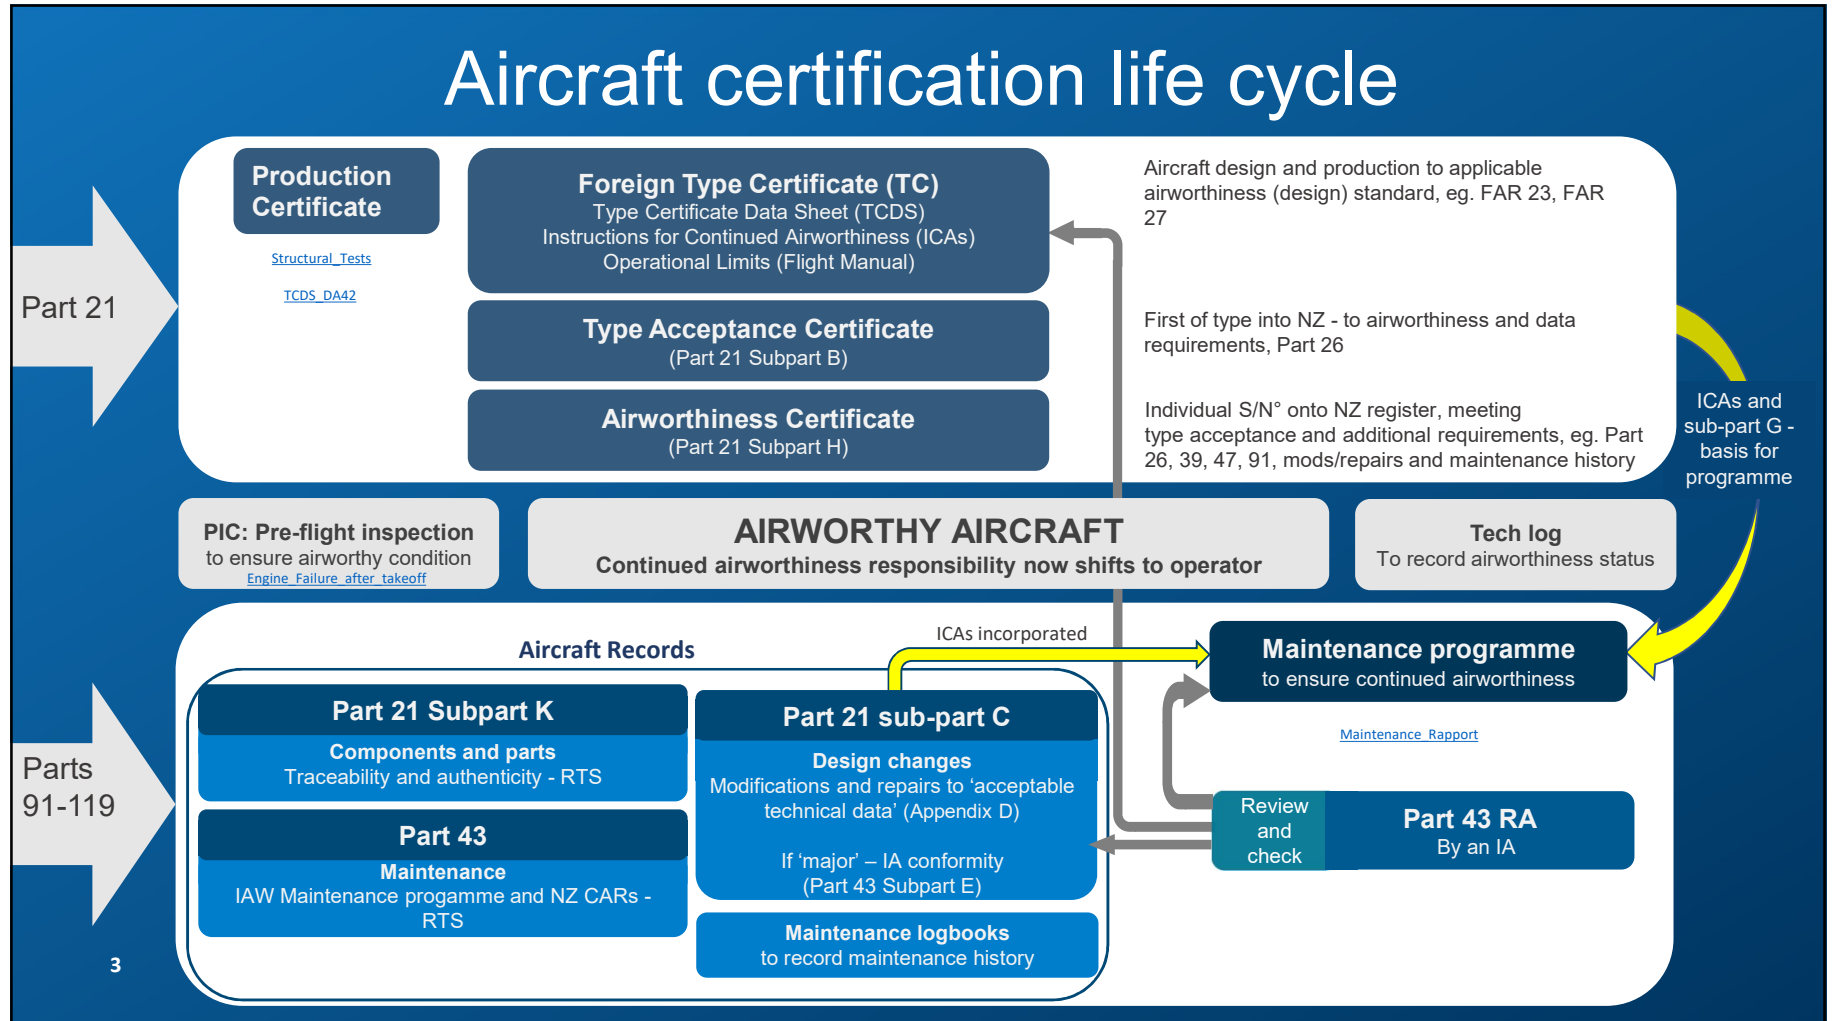 Aircraft certification life cycle
Part 21
Production
Certificate
Structural_Tests
TCDS_DA42
Foreign Type Certificate (TC)
Type Certificate Data Sheet (TCDS)
Instructions for Continued Airworthiness (ICAs)
Operational Limits (Flight Manual)
Aircraft design and production to applicable
airworthiness (design) standard, eg. FAR 23, FAR
27
Type Acceptance Certificate
(Part 21 Subpart B)
First of type into NZ - to airworthiness and data
requirements, Part 26
Airworthiness Certificate
(Part 21 Subpart H)
Individual S/N° onto NZ register, meeting
type acceptance and additional requirements, eg. Part
26, 39, 47, 91, mods/repairs and maintenance history
ICAs and
sub-part G -
basis for
programme
PIC: Pre-flight inspection
to ensure airworthy condition
Engine_Failure_after_takeoff
AIRWORTHY AIRCRAFT
Continued airworthiness responsibility now shifts to operator
Tech log
To record airworthiness status
Parts
91-119
Aircraft Records
ICAs incorporated
Part 21 Subpart K
Components and parts
Traceability and authenticity - RTS
Part 43
Maintenance
IAW Maintenance progamme and NZ CARs -
RTS
Part 21 sub-part C
Design changes
Modifications and repairs to ‘acceptable
technical data’ (Appendix D)
If ‘major’ – IA conformity
(Part 43 Subpart E)
Maintenance logbooks
to record maintenance history
Maintenance programme
to ensure continued airworthiness
Maintenance_Rapport
Review
and
check
Part 43 RA
By an IA
3